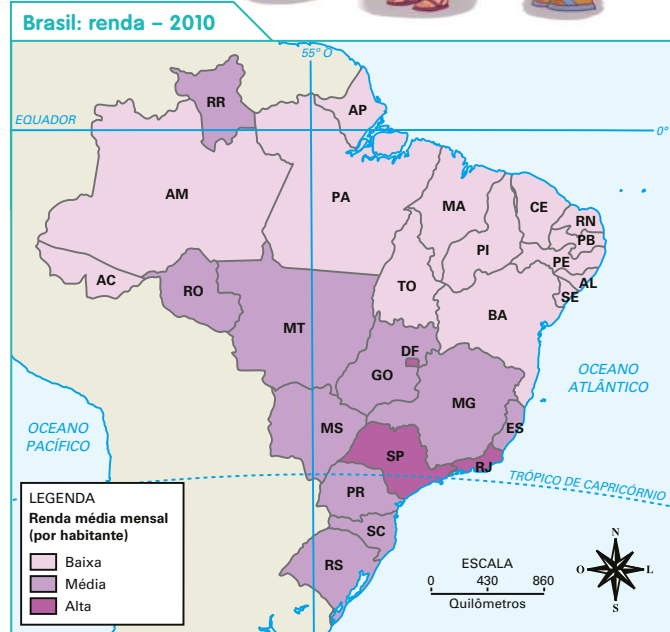 Brasil: renda – 2010
55° O
RR
AP
EQUADOR
0°
AM
PA
MA
CE
RN
PB
PI
PE
AL
SE
AC
TO
RO
BA
MT
DF
GO
OCEANO
ATLÂNTICO
MG
OCEANO
PACÍFICO
MS
ES
SP
RJ
TRÓPICO DE CAPRICÓRNIO
PR
SC
RS
LEGENDA
Renda média mensal
(por habitante)
Baixa
Média
Alta
ESCALA
0 430 860
Quilômetros
N
O L
S